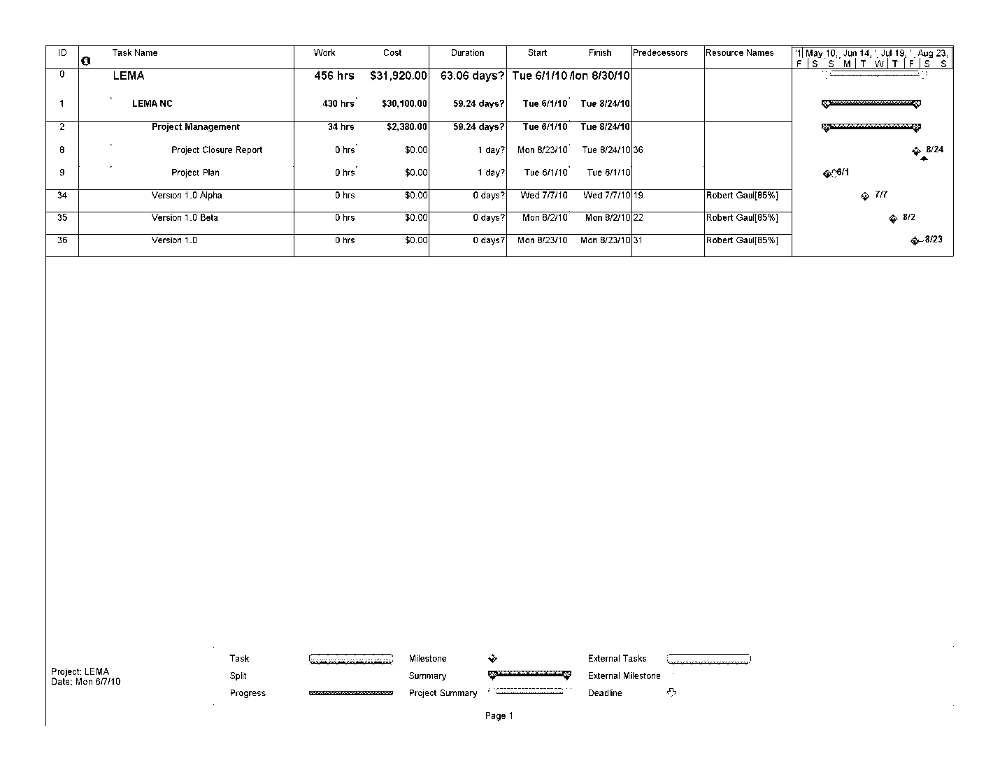 ID Task Name Work Cost Duration Start Finish Predecessors Resource Names '1 May 10, Jun 14, ' Jul 19, ' Aug 23,
F S S M T W T F S S
0 LEMA 456 hrs $31,920.00 63.06 days? Tue 6/1/10 Mon 8/30/10
1 LEMA NC 430 hrs $30,100.00 59.24 days? Tue 6/1/10 Tue 8/24/10
2 Project Management 34 hrs $2,380.00 59.24 days? Tue 6/1/10 Tue 8/24/10
8 Project Closure Report 0 hrs $0.00 1 day? Mon 8/23/10 Tue 8/24/10 36 8/24
9 Project Plan 0 hrs $0.00 1 day? Tue 6/1/10 Tue 6/1/10 6/1
34 Version 1.0 Alpha 0 hrs $0.00 0 days? Wed 7/7/10 Wed 7/7/10 19 Robert Gaul[85%] 7/7
35 Version 1.0 Beta 0 hrs $0.00 0 days? Mon 8/2/10 Mon 8/2/10 22 Robert Gaul[85%] 8/2
36 Version 1.0 0 hrs $0.00 0 days? Mon 8/23/10 Mon 8/23/10 31 Robert Gaul[85%] 8/23
Project: LEMA
Date: Mon 6/7/10
Task Milestone External Tasks
Split Summary External Milestone
Progress Project Summary Deadline
Page 1